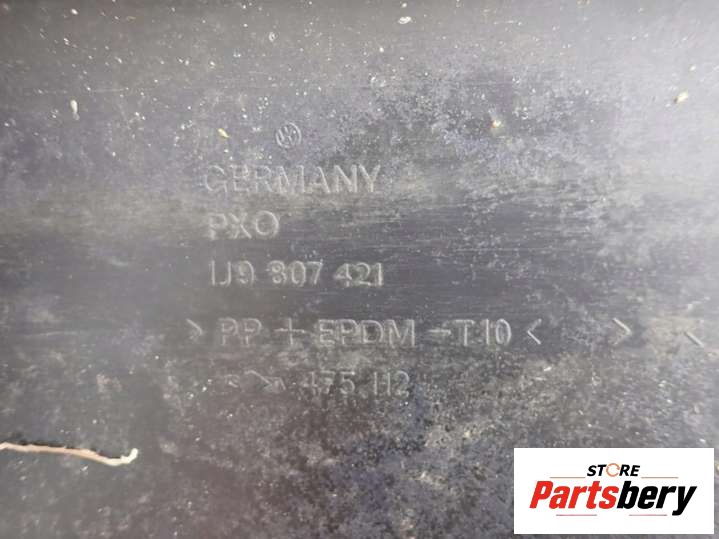 GERMANY
PXO
1J9 807 421
>PP+EPDM-T10< > <
<> 475.112
STORE
Partsbery